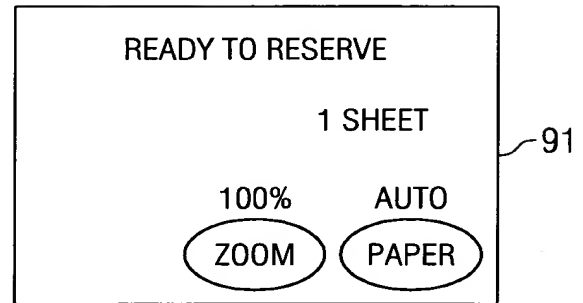 READY TO RESERVE
1 SHEET
91
100% AUTO
ZOOM PAPER